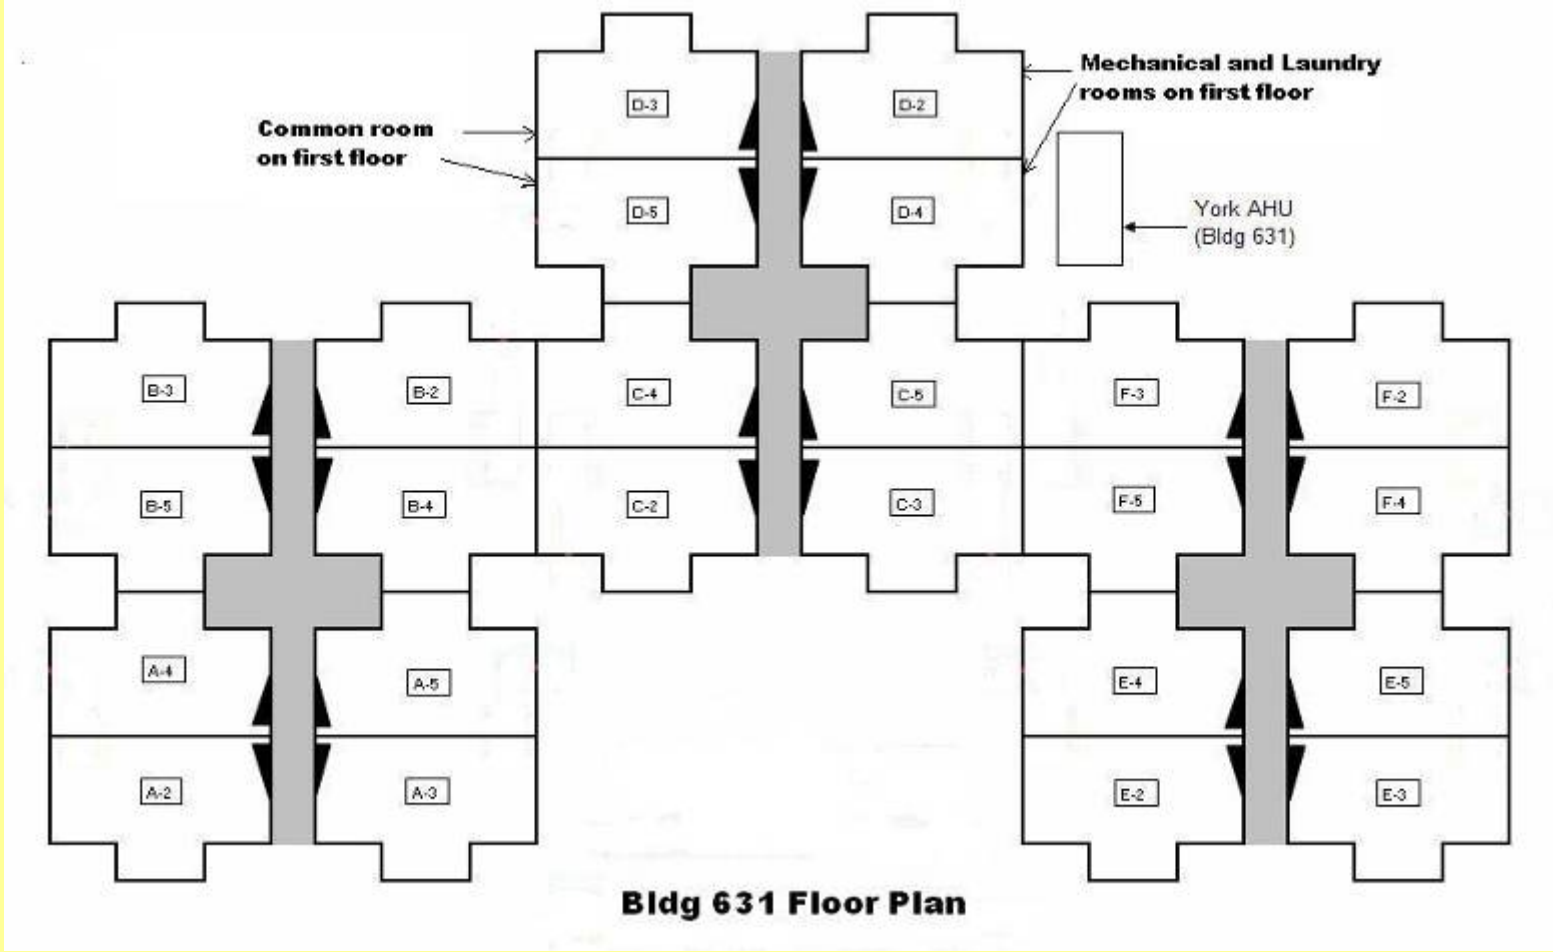 Mechanical and Laundry
rooms on first floor
D-3
D-2
Common room
on first floor
D-5
D-4
York AHU
(Bldg 631)
B-3
B-2
C-4
C-5
F-3
F-2
B-5
B-4
C-2
C-3
F-5
F-4
A-4
A-5
E-4
E-5
A-2
A-3
E-2
E-3
Bldg 631 Floor Plan